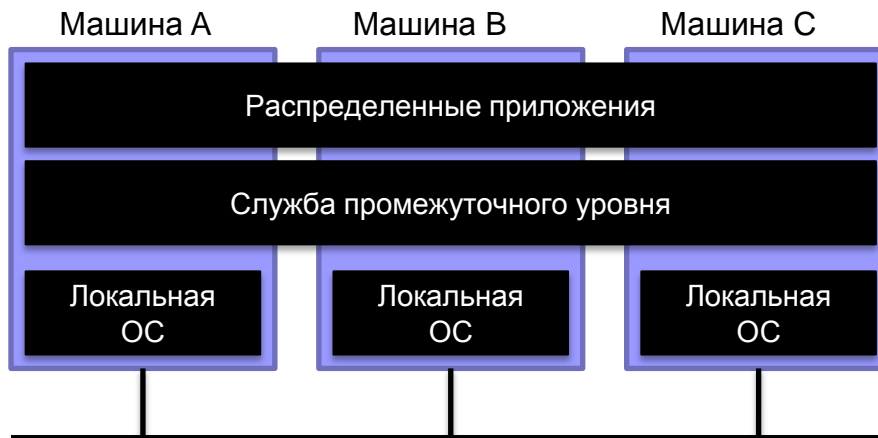 Машина A
Машина B
Машина C
Распределенные приложения
Служба промежуточного уровня
Локальная
ОС
Локальная
ОС
Локальная
ОС